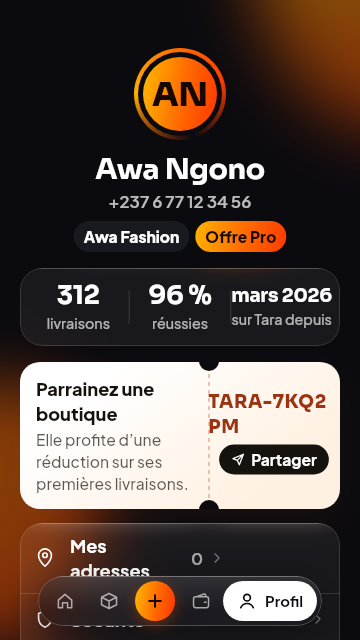 AN
Awa Ngono
+237 6 77 12 34 56
Awa Fashion
Offre Pro
312
livraisons
96 %
réussies
mars 2026
sur Tara depuis
Parrainez une
boutique
Elle profite d’une
réduction sur ses
premières livraisons.
TARA-7KQ2
PM
Partager
Mes
adresses
0
Profil